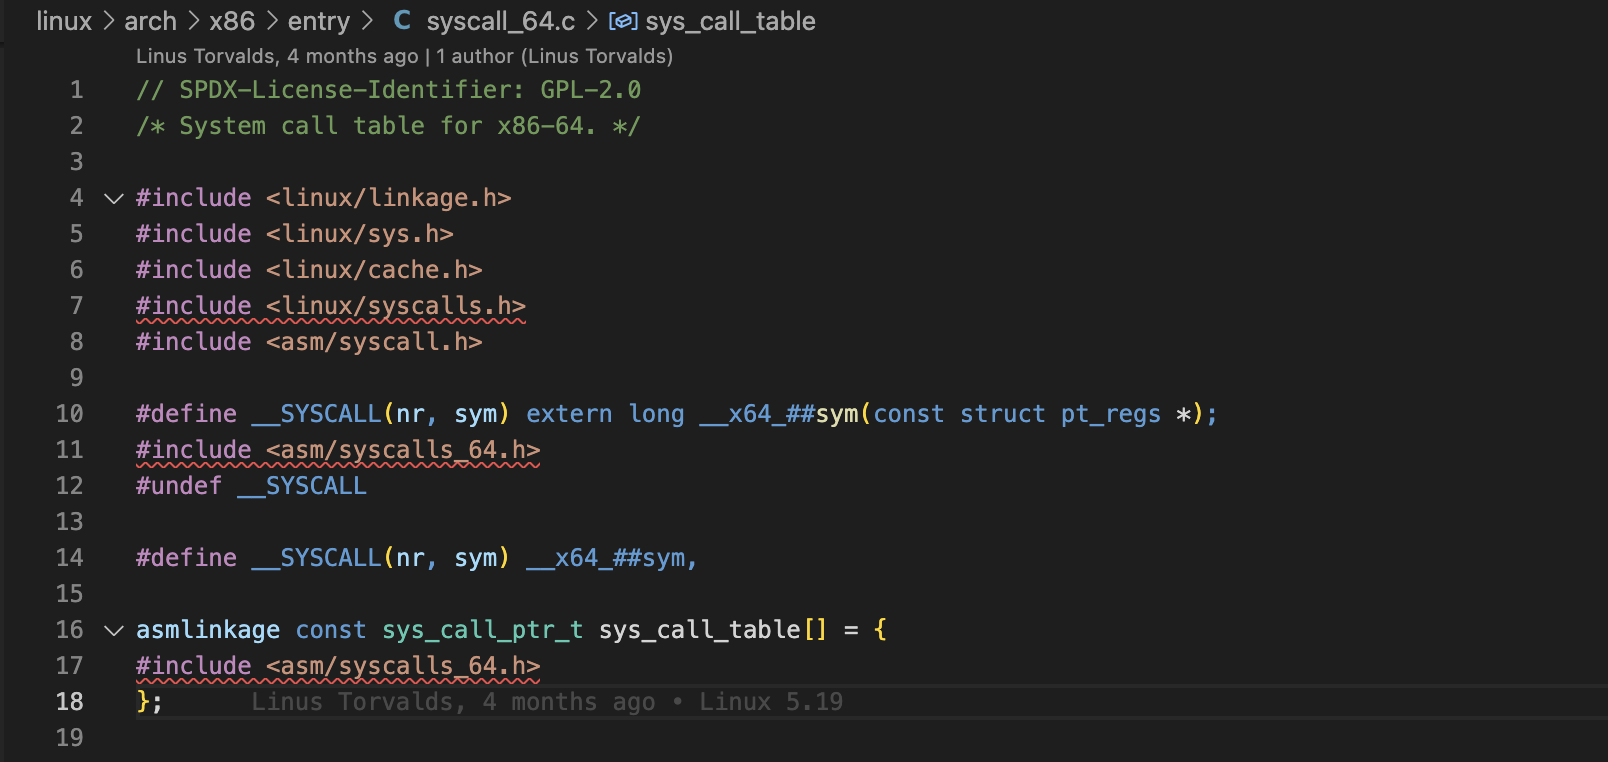 linux > arch > x86 > entry > C syscall_64.c > sys_call_table
Linus Torvalds, 4 months ago | 1 author (Linus Torvalds)
1 // SPDX-License-Identifier: GPL-2.0
2 /* System call table for x86-64. */
3
4 #include <linux/linkage.h>
5 #include <linux/sys.h>
6 #include <linux/cache.h>
7 #include <linux/syscalls.h>
8 #include <asm/syscall.h>
9
10 #define __SYSCALL(nr, sym) extern long __x64_##sym(const struct pt_regs *);
11 #include <asm/syscalls_64.h>
12 #undef __SYSCALL
13
14 #define __SYSCALL(nr, sym) __x64_##sym,
15
16 asmlinkage const sys_call_ptr_t sys_call_table[] = {
17 #include <asm/syscalls_64.h>
18 }; Linus Torvalds, 4 months ago • Linux 5.19
19